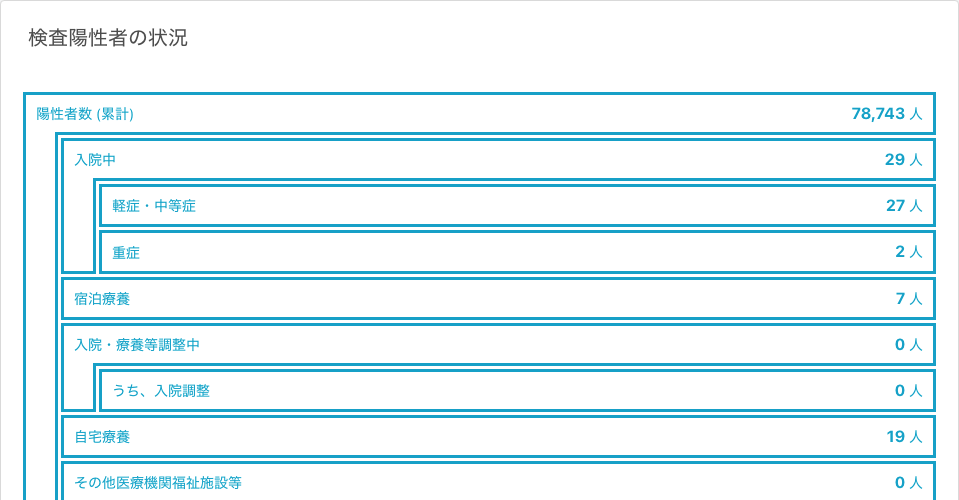 検査陽性者の状況
陽性者数 (累計) 78,743 人
入院中 29 人
軽症・中等症 27 人
重症 2 人
宿泊療養 7 人
入院・療養等調整中 0 人
うち、入院調整 0 人
自宅療養 19 人
その他医療機関福祉施設等 0 人